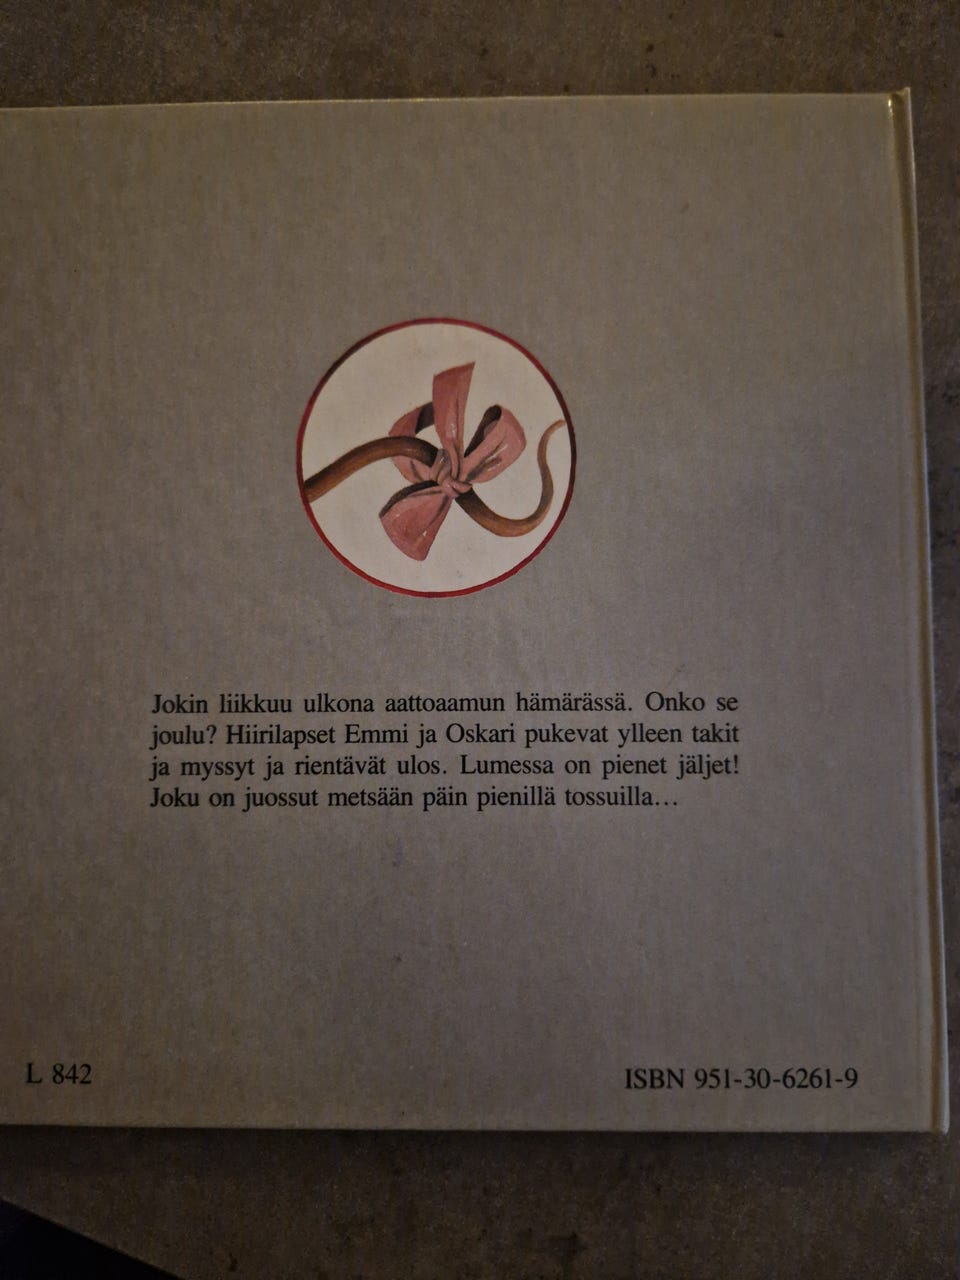 Jokin liikkuu ulkona aattoaamun hämärässä. Onko se
joulu? Hiirilapset Emmi ja Oskari pukevat ylleen takit
ja myssyt ja rientävät ulos. Lumessa on pienet jäljet!
Joku on juossut metsään päin pienillä tossuilla...
L 842
ISBN 951-30-6261-9